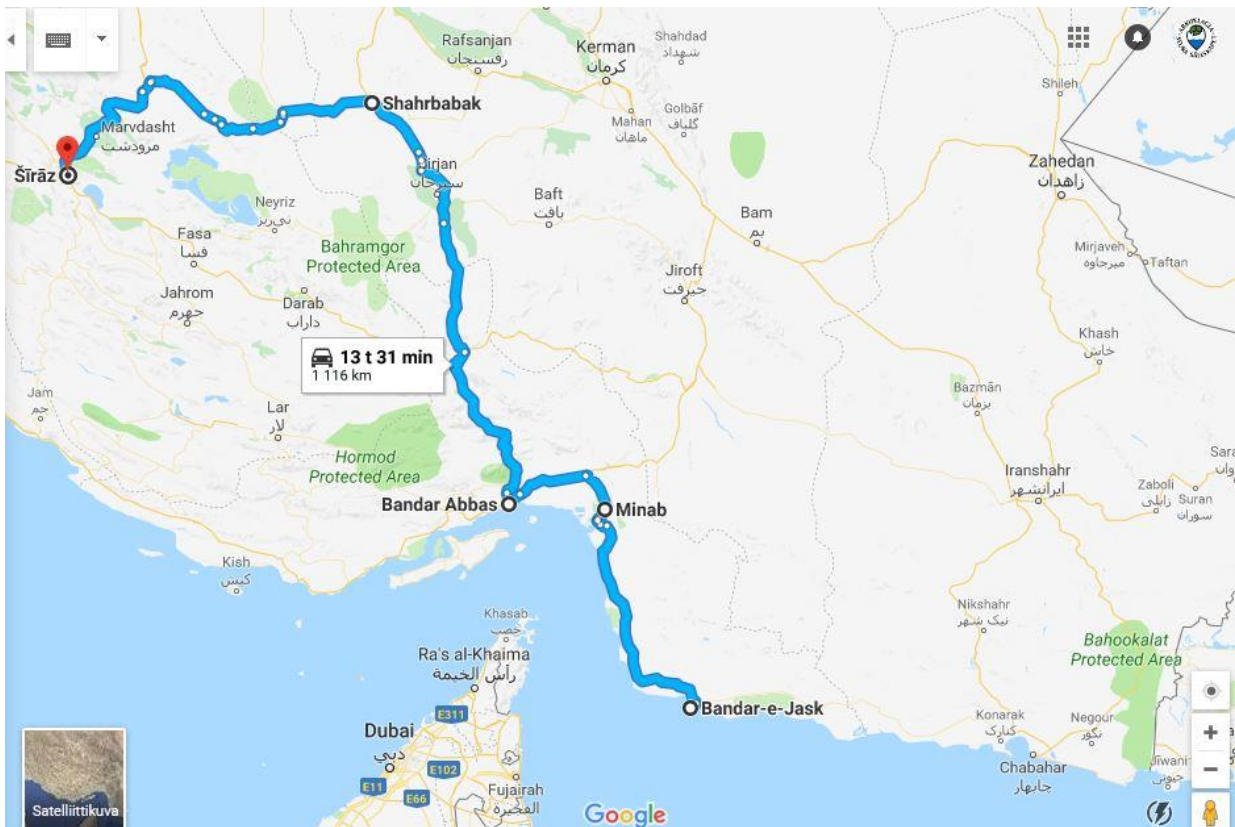 Rafsanjan
رفسنجان
Kerman
کرمان
Shahdad
شهداد
Shileh
Shahrbabak
Golbāf
گلباف
Mahan
ماهان
Marvdasht
مرودشت
Šīrāz
Sirjan
سیرجان
Zahedan
زاهدان
Neyriz
نی‌ریز
Baft
بافت
Bam
بم
Fasa
فسا
Bahramgor
Protected Area
Mirjaveh
میرجاوه
Taftan
Jiroft
جیرفت
Jahrom
جهرم
Darab
داراب
Khash
خاش
13 t 31 min
1 116 km
Jam
جم
Bazmān
بزمان
Lar
لار
Hormod
Protected Area
Iranshahr
ایرانشهر
Zaboli
زابلی
Suran
سوران
Bandar Abbas
Minab
Kish
کیش
Khasab
خصب
Nikshahr
نیک شهر
Ra's al-Khaima
رأس الخيمة
Bahookalat
Protected Area
Bandar-e-Jask
E311
Konarak
کنارک
Negour
نگور
Dubai
دبي
E102
E11
E66
Chabahar
چابهار
Jiwani
جیونی
Fujairah
الفجيرة
Satelliittikuva
Google